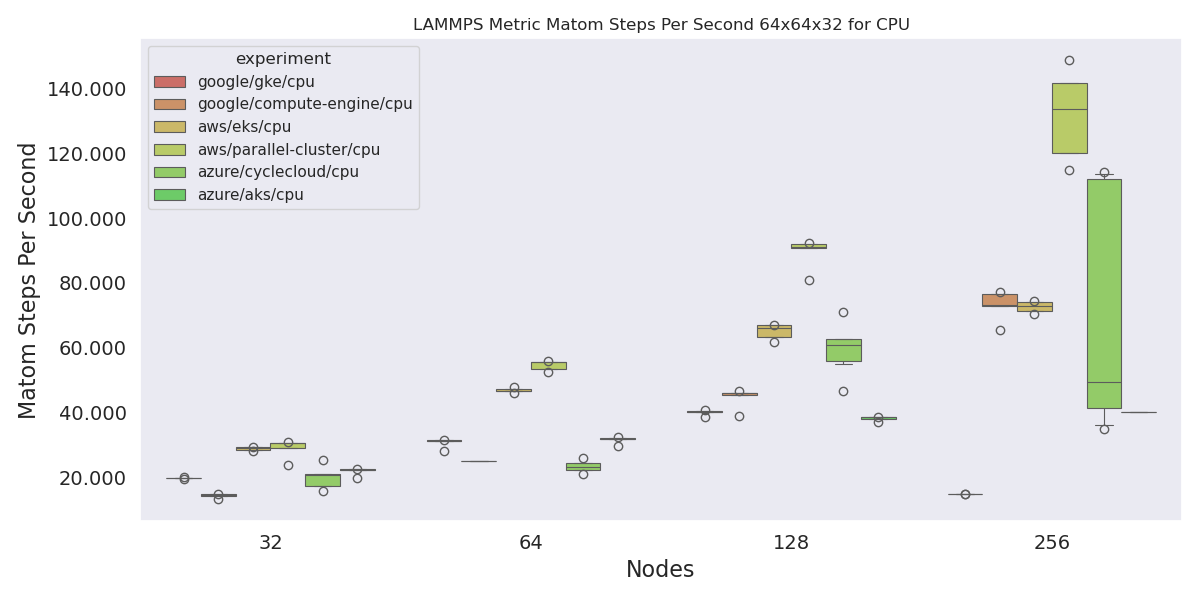 LAMMPS Metric Matom Steps Per Second 64x64x32 for CPU
experiment
google/gke/cpu
google/compute-engine/cpu
aws/eks/cpu
aws/parallel-cluster/cpu
azure/cyclecloud/cpu
azure/aks/cpu
Matom Steps Per Second
140.000
120.000
100.000
80.000
60.000
40.000
20.000
32
64
128
256
Nodes